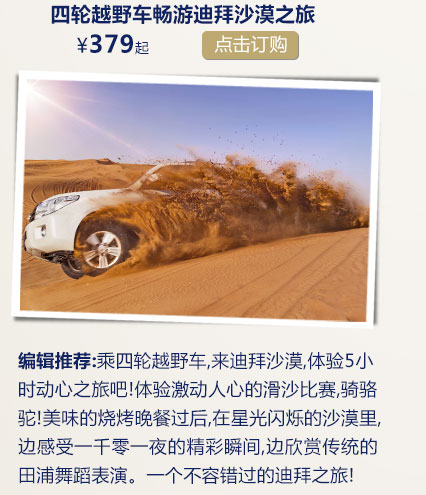 四轮越野车畅游迪拜沙漠之旅
¥379起
点击订购
编辑推荐:乘四轮越野车,来迪拜沙漠,体验5小
时动心之旅吧!体验激动人心的滑沙比赛,骑骆
驼!美味的烧烤晚餐过后,在星光闪烁的沙漠里,
边感受一千零一夜的精彩瞬间,边欣赏传统的
田浦舞蹈表演。一个不容错过的迪拜之旅!